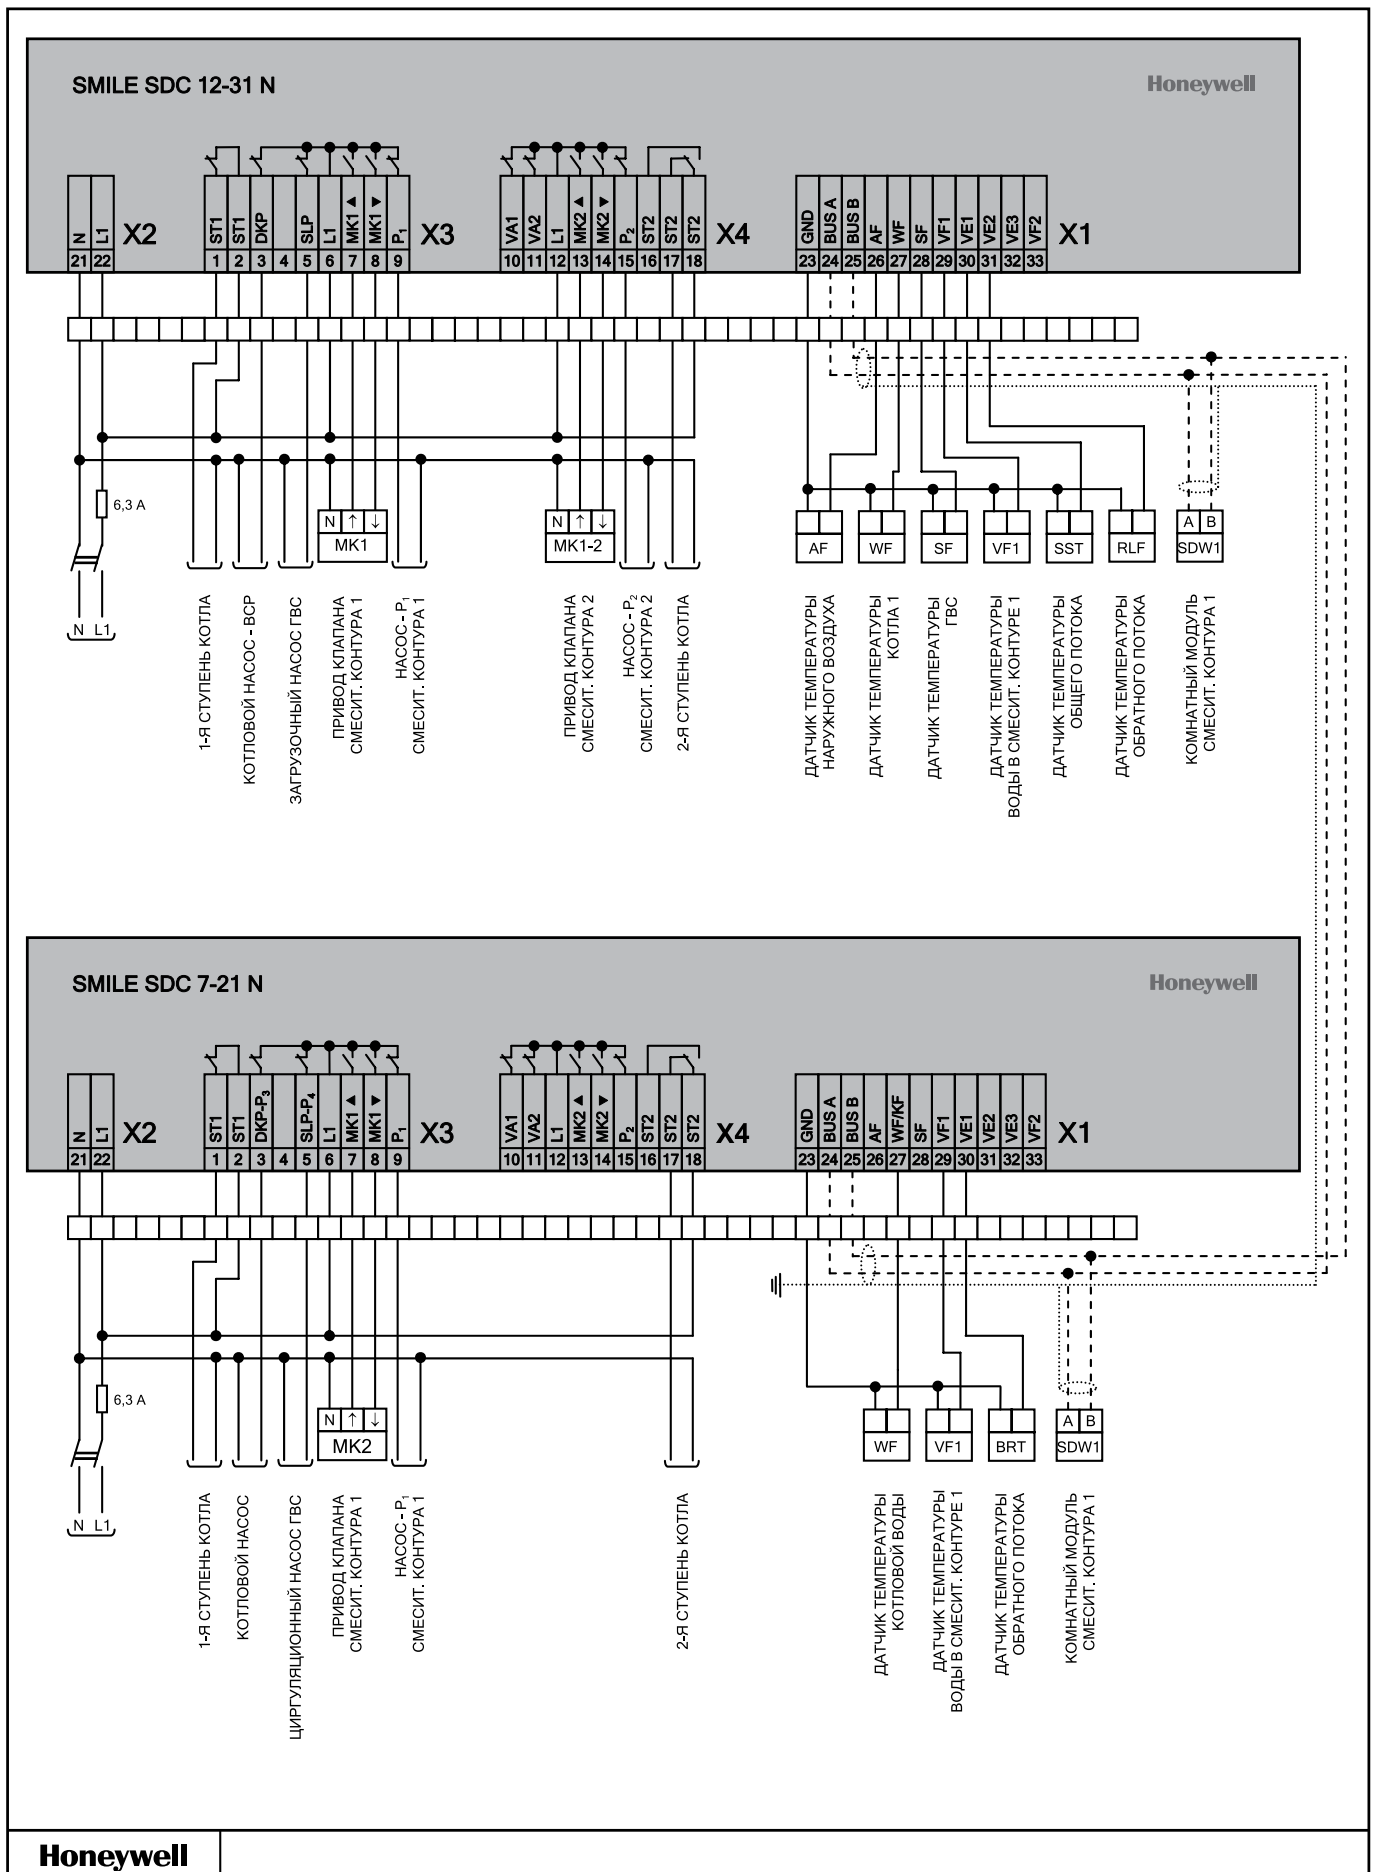 SMILE SDC 12-31 N
Honeywell
N L1 X2
21 22
ST1 ST1 DKP SLP L1 MK1▲ MK1▼ P1 X3
1 2 3 4 5 6 7 8 9
VA1 VA2 L1 MK2▲ MK2▼ P2 ST2 ST2 ST2 X4
10 11 12 13 14 15 16 17 18
GND BUS A BUS B AF WF SF VF1 VE1 VE2 VE3 VF2 X1
23 24 25 26 27 28 29 30 31 32 33
6,3 A
N L1
N ↑ ↓
MK1
N ↑ ↓
MK1-2
AF
WF
SF
VF1
SST
RLF
A B
SDW1
1-Я СТУПЕНЬ КОТЛА
КОТЛОВОЙ НАСОС - ВСР
ЗАГРУЗОЧНЫЙ НАСОС ГВС
ПРИВОД КЛАПАНА
СМЕСИТ. КОНТУРА 1
НАСОС - P1
СМЕСИТ. КОНТУРА 1
ПРИВОД КЛАПАНА
СМЕСИТ. КОНТУРА 2
НАСОС - P2
СМЕСИТ. КОНТУРА 2
2-Я СТУПЕНЬ КОТЛА
ДАТЧИК ТЕМПЕРАТУРЫ
НАРУЖНОГО ВОЗДУХА
ДАТЧИК ТЕМПЕРАТУРЫ
КОТЛА 1
ДАТЧИК ТЕМПЕРАТУРЫ
ГВС
ДАТЧИК ТЕМПЕРАТУРЫ
ВОДЫ В СМЕСИТ. КОНТУРЕ 1
ДАТЧИК ТЕМПЕРАТУРЫ
ОБЩЕГО ПОТОКА
ДАТЧИК ТЕМПЕРАТУРЫ
ОБРАТНОГО ПОТОКА
КОМНАТНЫЙ МОДУЛЬ
СМЕСИТ. КОНТУРА 1
SMILE SDC 7-21 N
Honeywell
N L1 X2
21 22
ST1 ST1 DKP-P3 SLP-P4 L1 MK1▲ MK1▼ P1 X3
1 2 3 4 5 6 7 8 9
VA1 VA2 L1 MK2▲ MK2▼ P2 ST2 ST2 ST2 X4
10 11 12 13 14 15 16 17 18
GND BUS A BUS B AF WF/KF SF VF1 VE1 VE2 VE3 VF2 X1
23 24 25 26 27 28 29 30 31 32 33
6,3 A
N L1
N ↑ ↓
MK2
WF
VF1
BRT
A B
SDW1
1-Я СТУПЕНЬ КОТЛА
КОТЛОВОЙ НАСОС
ЦИРГУЛЯЦИОННЫЙ НАСОС ГВС
ПРИВОД КЛАПАНА
СМЕСИТ. КОНТУРА 1
НАСОС - P1
СМЕСИТ. КОНТУРА 1
2-Я СТУПЕНЬ КОТЛА
ДАТЧИК ТЕМПЕРАТУРЫ
КОТЛОВОЙ ВОДЫ
ДАТЧИК ТЕМПЕРАТУРЫ
ВОДЫ В СМЕСИТ. КОНТУРЕ 1
ДАТЧИК ТЕМПЕРАТУРЫ
ОБРАТНОГО ПОТОКА
КОМНАТНЫЙ МОДУЛЬ
СМЕСИТ. КОНТУРА 1
Honeywell